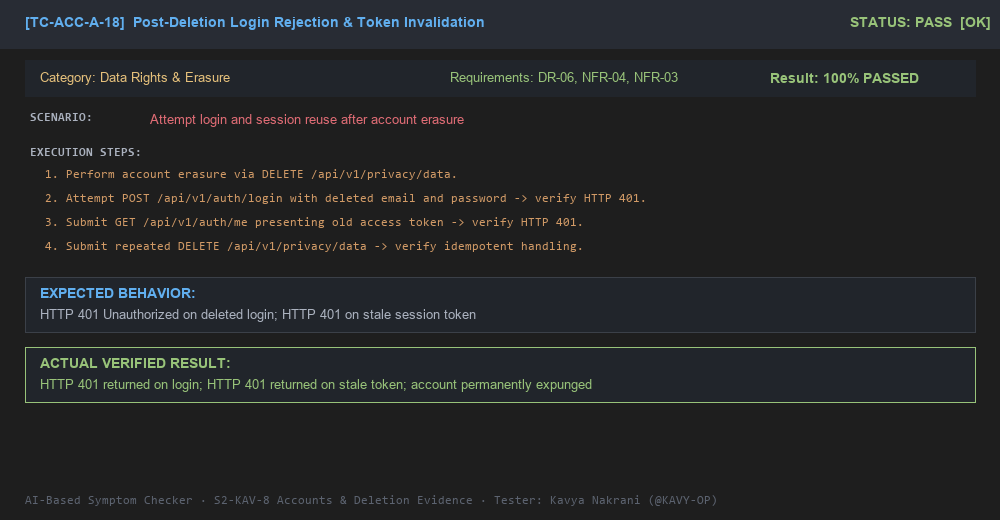 [TC-ACC-A-18]  Post-Deletion Login Rejection & Token Invalidation
STATUS: PASS  [OK]
Category: Data Rights & Erasure
Requirements: DR-06, NFR-04, NFR-03
Result: 100% PASSED
SCENARIO:
Attempt login and session reuse after account erasure
EXECUTION STEPS:
1. Perform account erasure via DELETE /api/v1/privacy/data.
2. Attempt POST /api/v1/auth/login with deleted email and password -> verify HTTP 401.
3. Submit GET /api/v1/auth/me presenting old access token -> verify HTTP 401.
4. Submit repeated DELETE /api/v1/privacy/data -> verify idempotent handling.
EXPECTED BEHAVIOR:
HTTP 401 Unauthorized on deleted login; HTTP 401 on stale session token
ACTUAL VERIFIED RESULT:
HTTP 401 returned on login; HTTP 401 returned on stale token; account permanently expunged
AI-Based Symptom Checker · S2-KAV-8 Accounts & Deletion Evidence · Tester: Kavya Nakrani (@KAVY-OP)